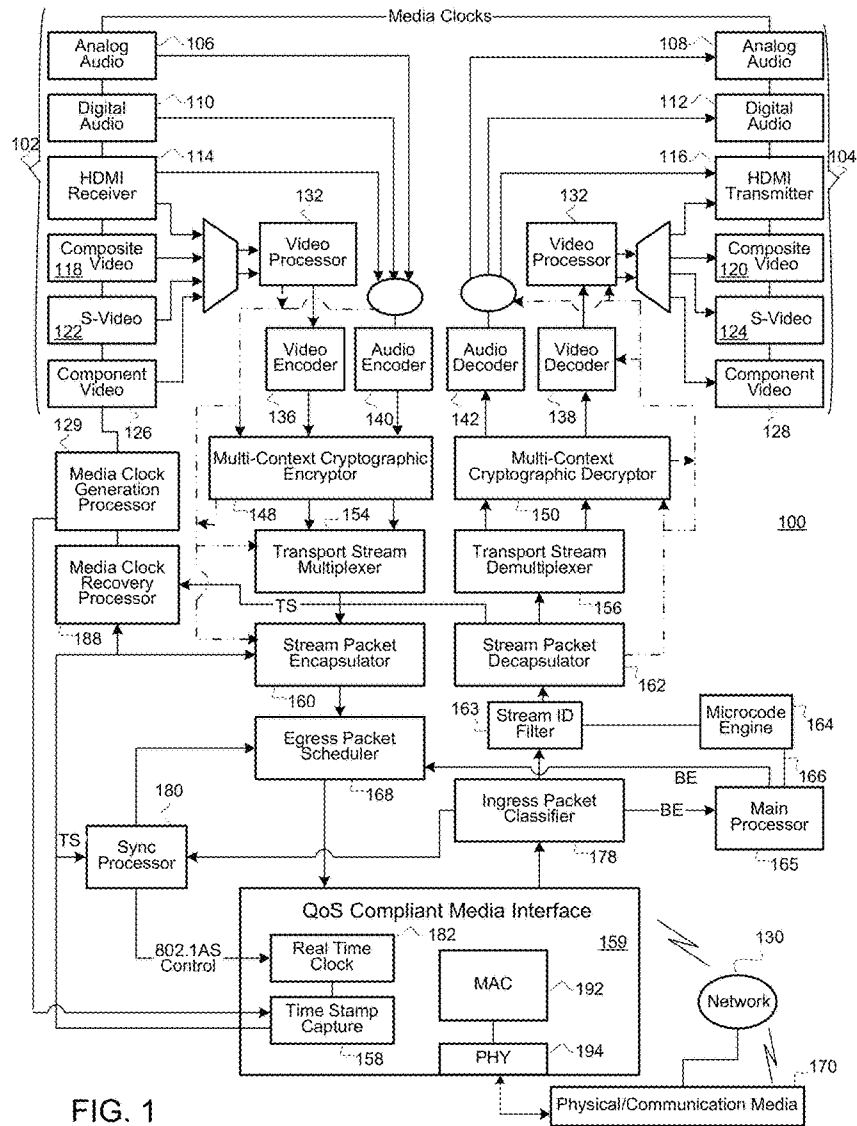 Media Clocks
Analog
Audio
106
108
Analog
Audio
Digital
Audio
110
112
Digital
Audio
102
HDMI
Receiver
114
116
HDMI
Transmitter
104
132
Video
Processor
132
Video
Processor
Composite
Video
118
Composite
Video
120
S-Video
122
S-Video
124
Component
Video
126
Component
Video
128
Video
Encoder
136
Audio
Encoder
140
Audio
Decoder
142
Video
Decoder
138
129
Media Clock
Generation
Processor
Multi-Context Cryptographic
Encryptor
148
Multi-Context
Cryptographic Decryptor
150
100
154
Transport Stream
Multiplexer
Transport Stream
Demultiplexer
156
Media Clock
Recovery
Processor
188
TS
Stream Packet
Encapsulator
160
Stream Packet
Decapsulator
162
163
Stream ID
Filter
Microcode
Engine
164
166
Egress Packet
Scheduler
168
BE
180
Sync
Processor
TS
Ingress Packet
Classifier
178
BE
Main
Processor
165
QoS Compliant Media Interface
159
802.1AS
Control
182
Real Time
Clock
MAC
192
130
Network
Time Stamp
Capture
158
PHY
194
170
Physical/Communication Media
FIG. 1